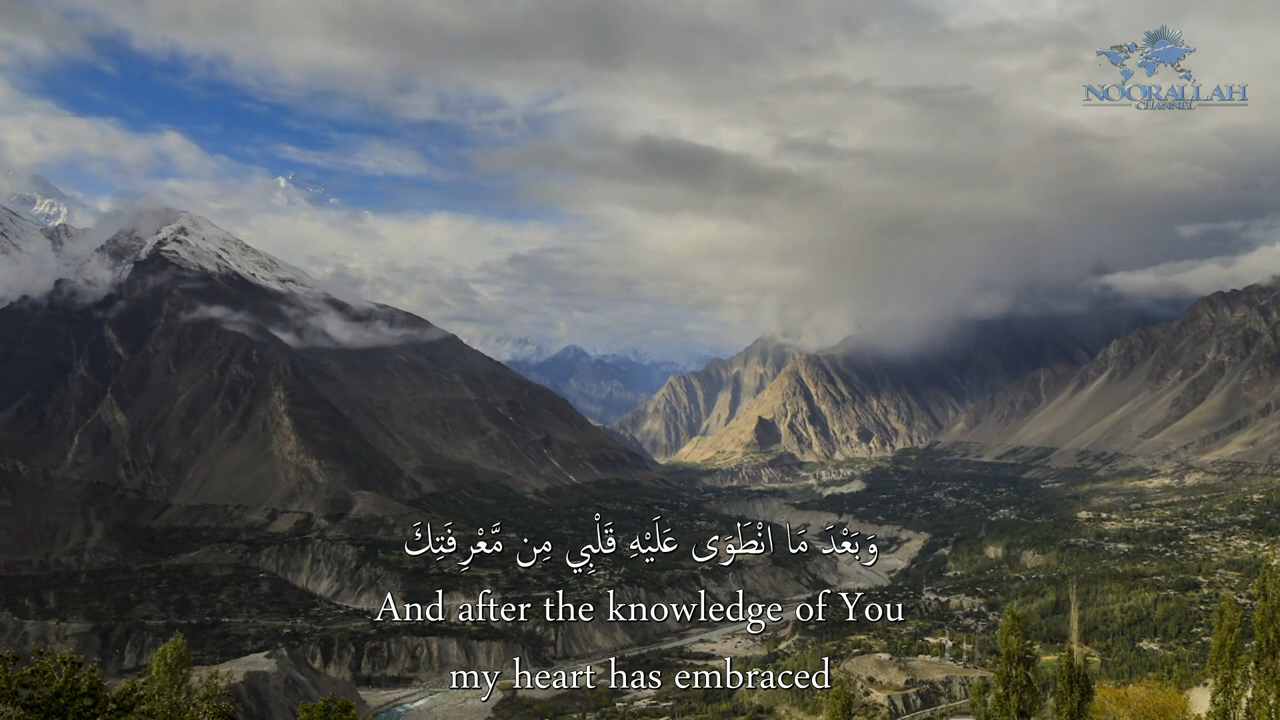 NOORALLAH
CHANNEL
وَبَعْدَ مَا انْطَوَى عَلَيْهِ قَلْبِي مِن مَّعْرِفَتِكَ
And after the knowledge of You
my heart has embraced